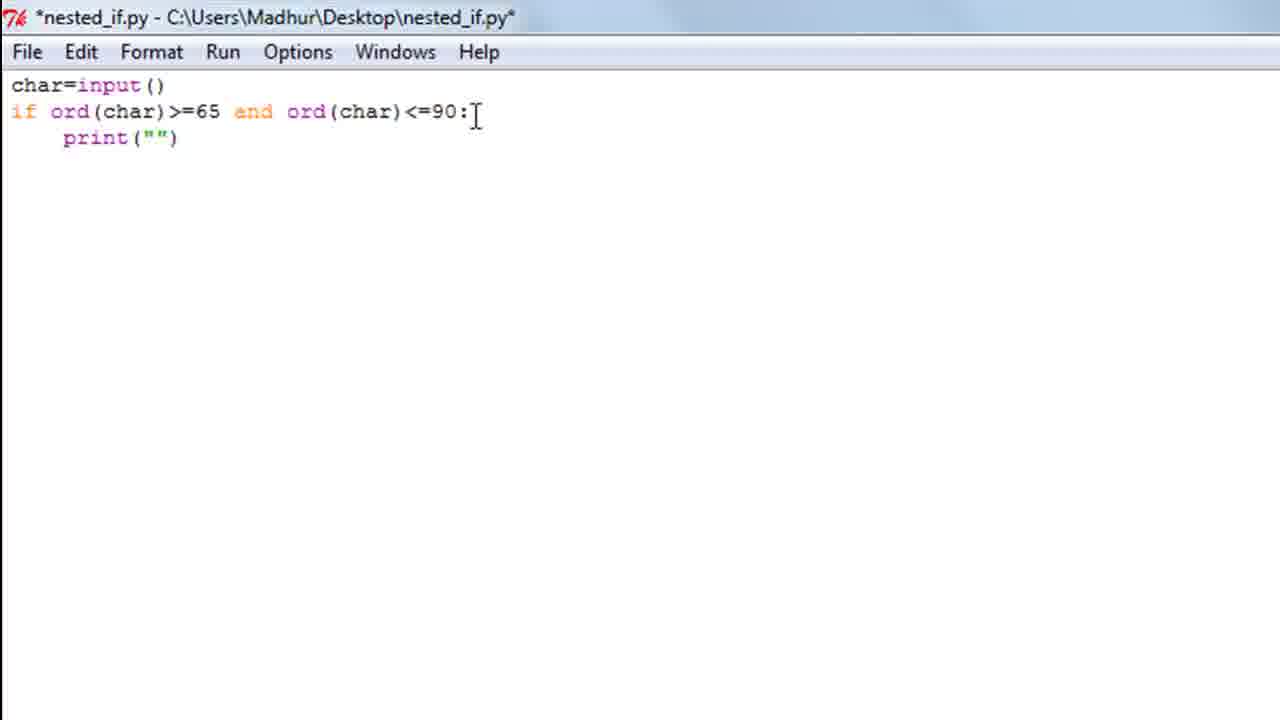 *nested_if.py - C:\Users\Madhur\Desktop\nested_if.py*
File Edit Format Run Options Windows Help
char=input()
if ord(char)>=65 and ord(char)<=90:
    print("")